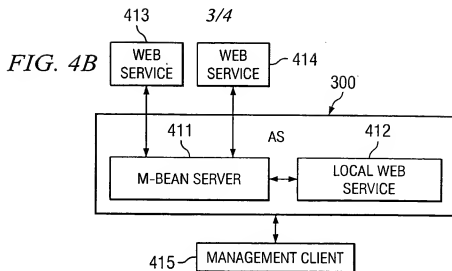 3/4
FIG. 4B
413
WEB
SERVICE
WEB
SERVICE
414
300
AS
411
M-BEAN SERVER
412
LOCAL WEB
SERVICE
415
MANAGEMENT CLIENT